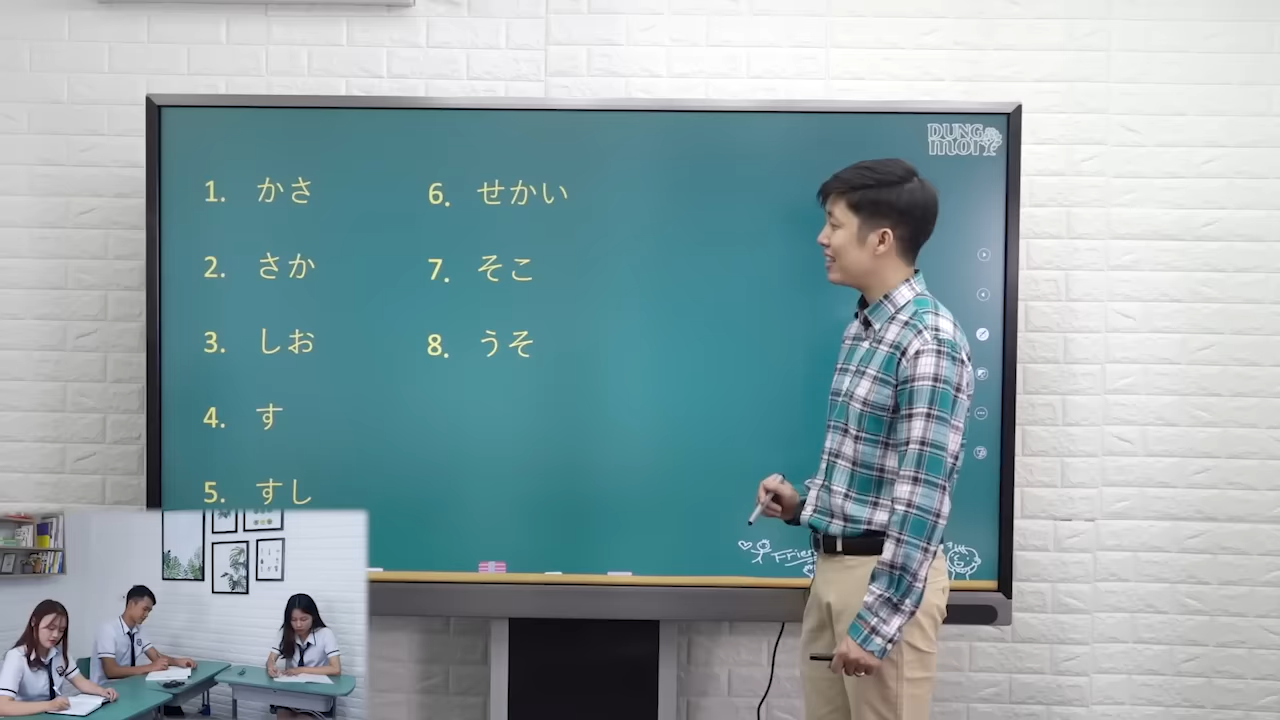 1. かさ
2. さか
3. しお
4. す
5. すし
6. せかい
7. そこ
8. うそ
DUNG
mori